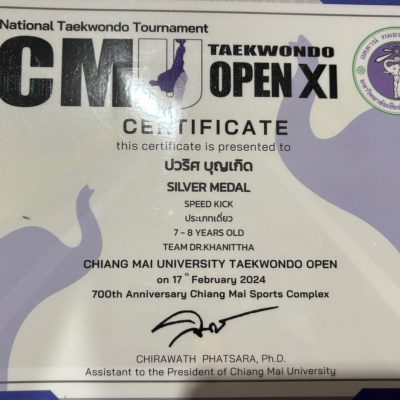 National Taekwondo Tournament
CMU TAEKWONDO
OPEN XI
CERTIFICATE
this certificate is presented to
ปวริศ บุญเกิด
SILVER MEDAL
SPEED KICK
ประเภทเดี่ยว
7 - 8 YEARS OLD
TEAM DR.KHANITTHA
CHIANG MAI UNIVERSITY TAEKWONDO OPEN
on 17th February 2024
700th Anniversary Chiang Mai Sports Complex
CHIRAWATH PHATSARA, Ph.D.
Assistant to the President of Chiang Mai University